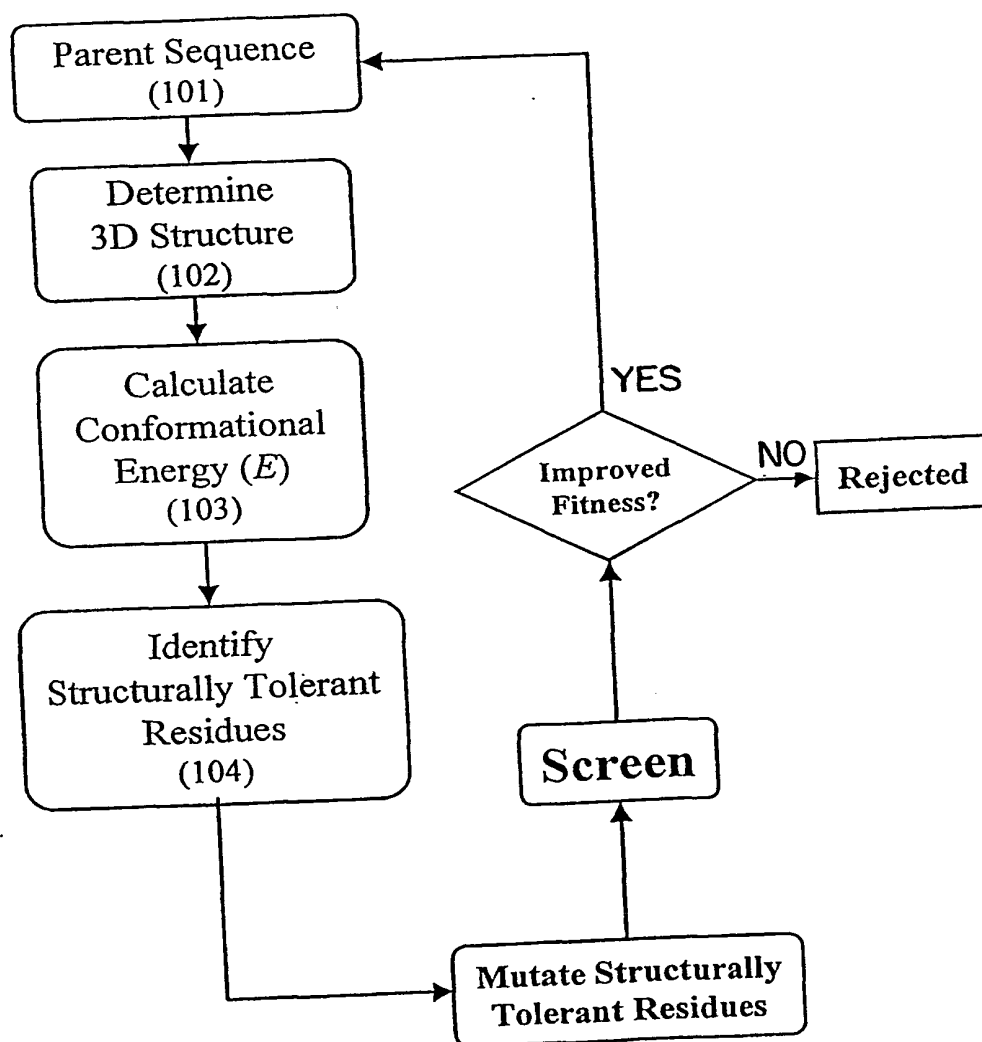 Parent Sequence
(101)
Determine
3D Structure
(102)
Calculate
Conformational
Energy (E)
(103)
Identify
Structurally Tolerant
Residues
(104)
Mutate Structurally
Tolerant Residues
Screen
Improved
Fitness?
YES
NO
Rejected